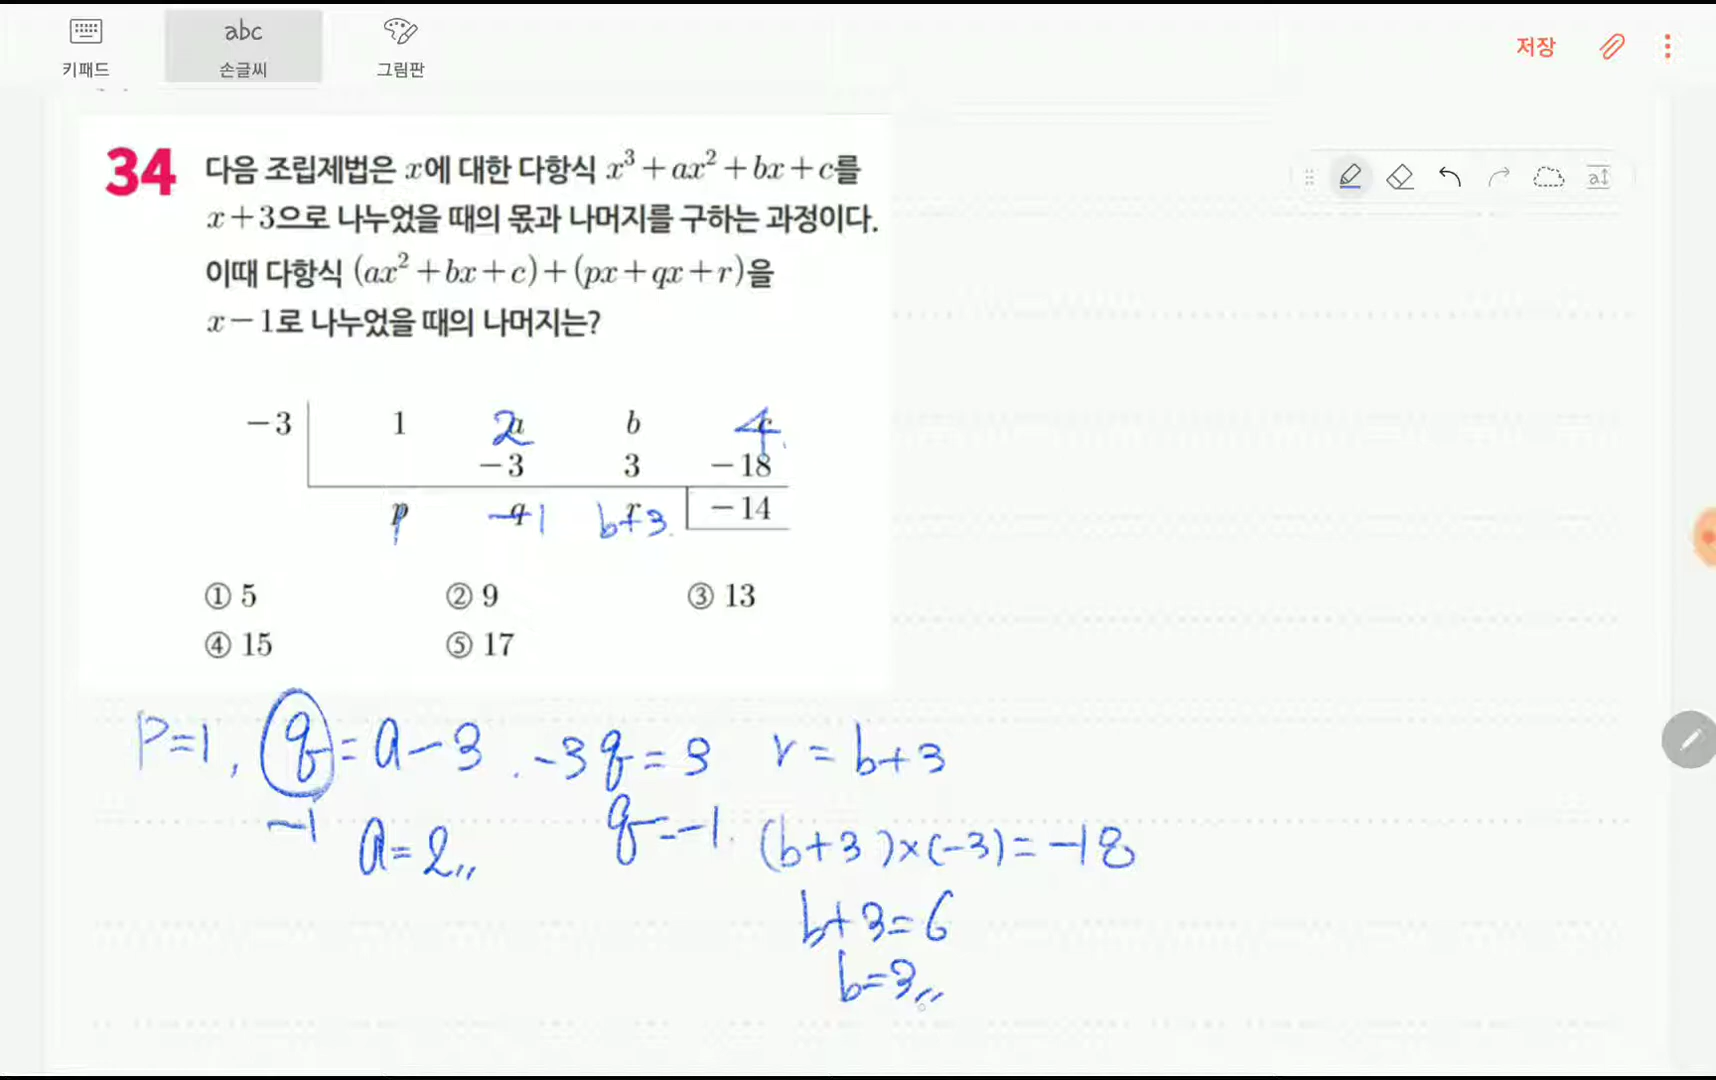 abc
저장
키패드
손글씨
그림판
34 다음 조립제법은 x에 대한 다항식 x³+ax²+bx+c를
x+3으로 나누었을 때의 몫과 나머지를 구하는 과정이다.
이때 다항식 (ax²+bx+c)+(px+qx+r)을
x-1로 나누었을 때의 나머지는?
-3 1 2 b 4
-3 3 -18
p -1 b+3 -14
① 5 ② 9 ③ 13
④ 15 ⑤ 17
P=1, q=a-3 . -3q=3 r=b+3
-1 a=2,, q=-1. (b+3)×(-3)=-18
b+3=6
b=3,,